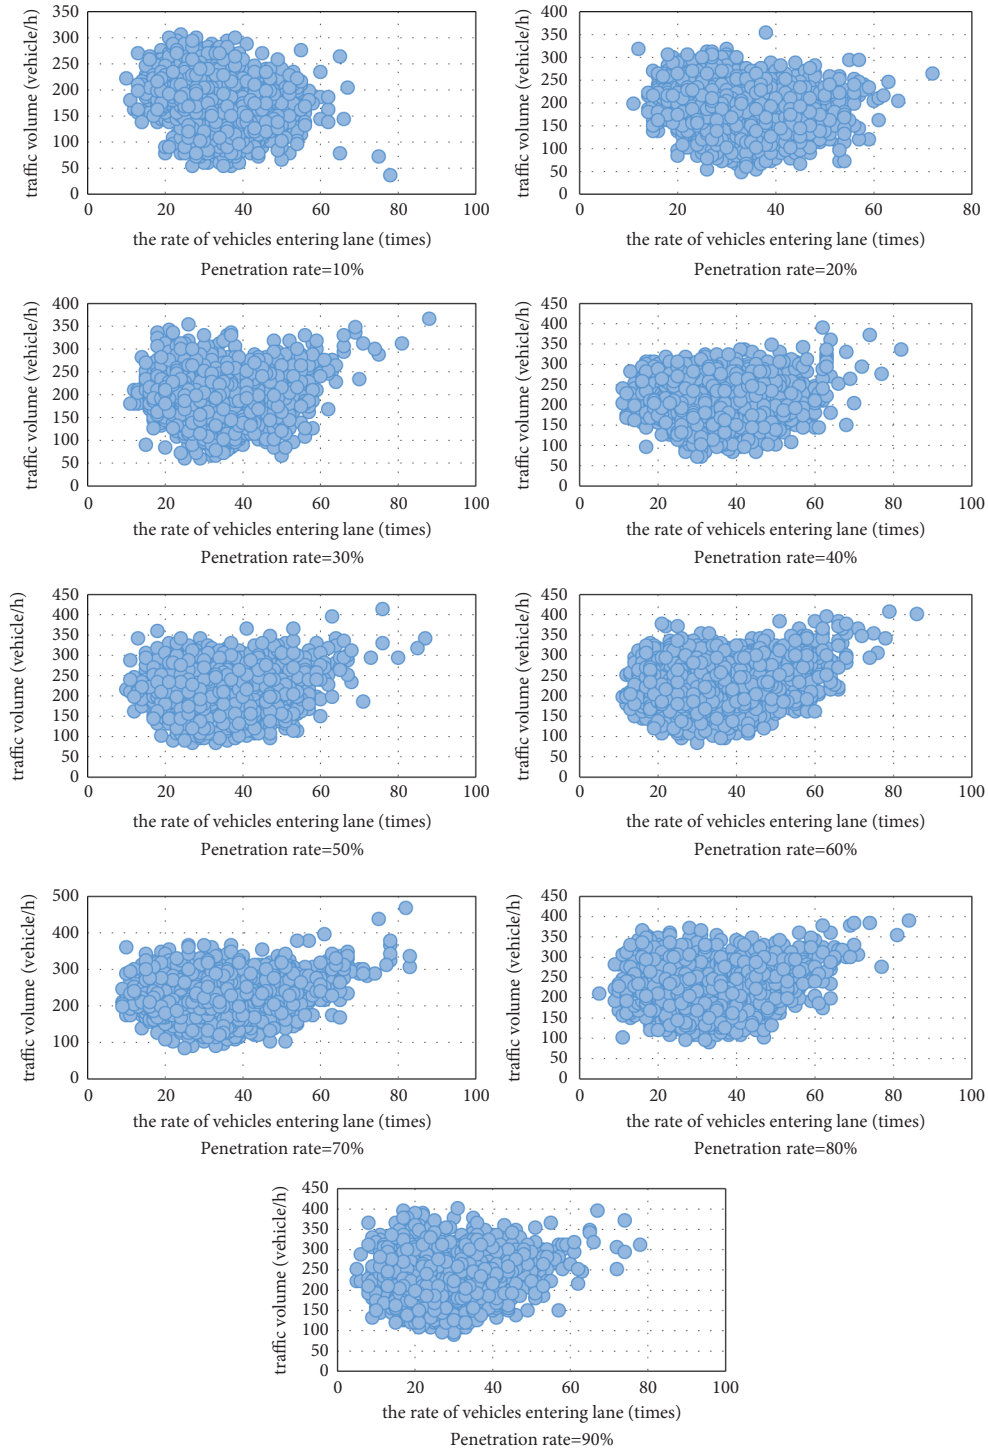 traffic volume (vehicle/h)
350
300
250
200
150
100
50
0
0 20 40 60 80 100
the rate of vehicles entering lane (times)
Penetration rate=10%
traffic volume (vehicle/h)
400
350
300
250
200
150
100
50
0
0 20 40 60 80
the rate of vehicles entering lane (times)
Penetration rate=20%
traffic volume (vehicle/h)
400
350
300
250
200
150
100
50
0
0 20 40 60 80 100
the rate of vehicles entering lane (times)
Penetration rate=30%
traffic volume (vehicle/h)
450
400
350
300
250
200
150
100
50
0
0 20 40 60 80 100
the rate of vehicels entering lane (times)
Penetration rate=40%
traffic volume (vehicle/h)
450
400
350
300
250
200
150
100
50
0
0 20 40 60 80 100
the rate of vehicles entering lane (times)
Penetration rate=50%
traffic volume (vehicle/h)
450
400
350
300
250
200
150
100
50
0
0 20 40 60 80 100
the rate of vehicles entering lane (times)
Penetration rate=60%
traffic volume (vehicle/h)
500
400
300
200
100
0
0 20 40 60 80 100
the rate of vehicles entering lane (times)
Penetration rate=70%
traffic volume (vehicle/h)
450
400
350
300
250
200
150
100
50
0
0 20 40 60 80 100
the rate of vehicles entering lane (times)
Penetration rate=80%
traffic volume (vehicle/h)
450
400
350
300
250
200
150
100
50
0
0 20 40 60 80 100
the rate of vehicles entering lane (times)
Penetration rate=90%